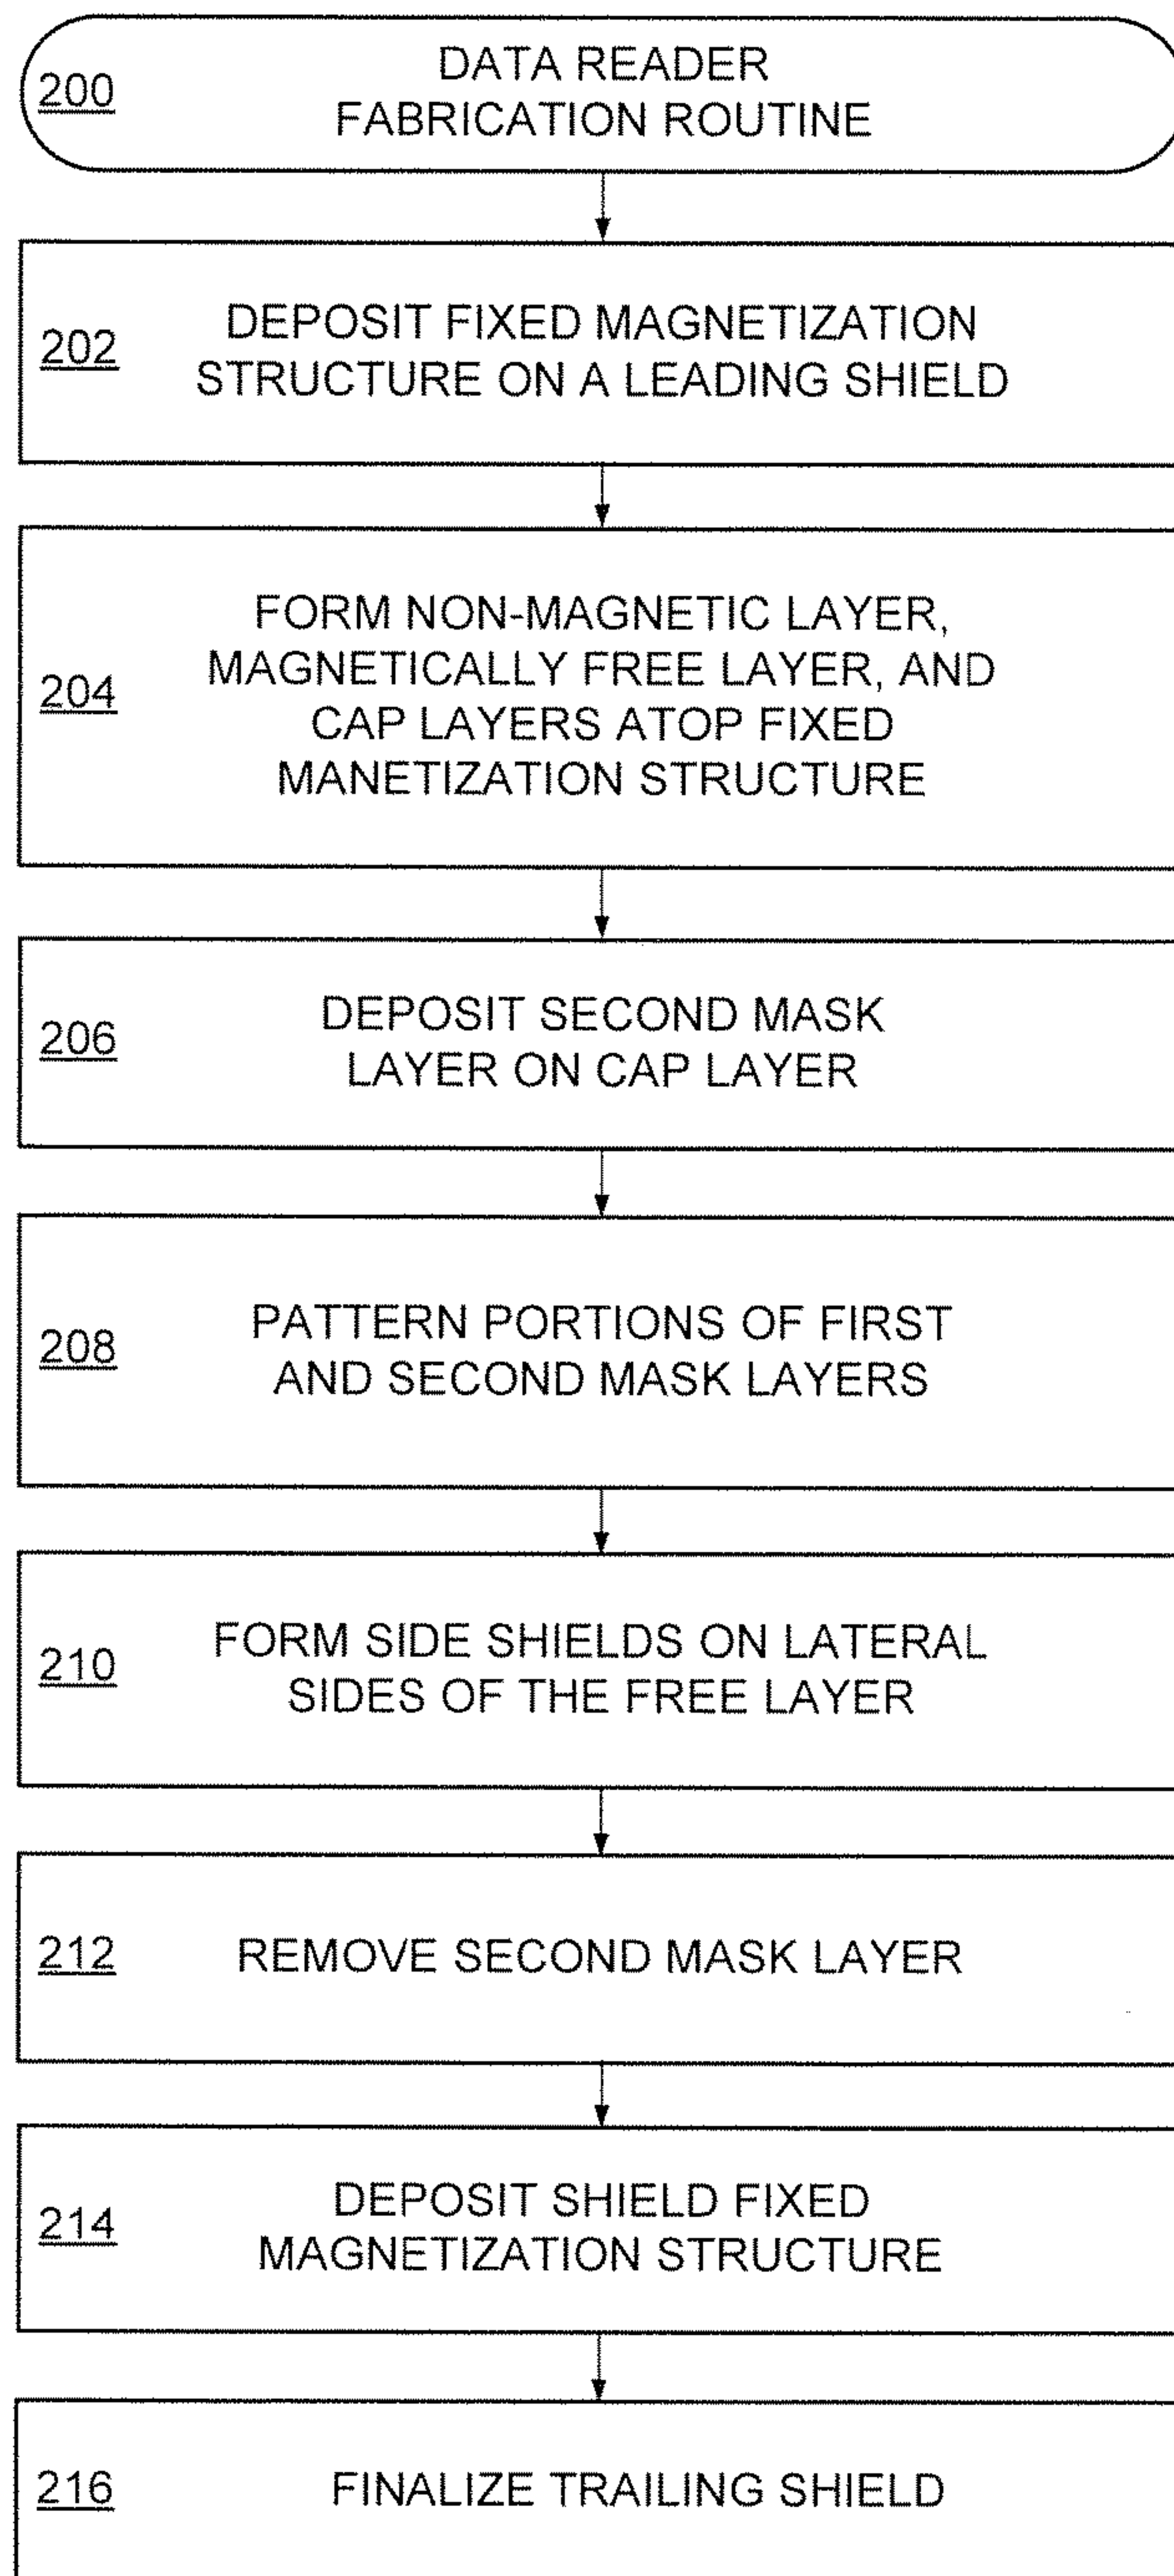 200
DATA READER
FABRICATION ROUTINE
202
DEPOSIT FIXED MAGNETIZATION
STRUCTURE ON A LEADING SHIELD
204
FORM NON-MAGNETIC LAYER,
MAGNETICALLY FREE LAYER, AND
CAP LAYERS ATOP FIXED
MANETIZATION STRUCTURE
206
DEPOSIT SECOND MASK
LAYER ON CAP LAYER
208
PATTERN PORTIONS OF FIRST
AND SECOND MASK LAYERS
210
FORM SIDE SHIELDS ON LATERAL
SIDES OF THE FREE LAYER
212
REMOVE SECOND MASK LAYER
214
DEPOSIT SHIELD FIXED
MAGNETIZATION STRUCTURE
216
FINALIZE TRAILING SHIELD